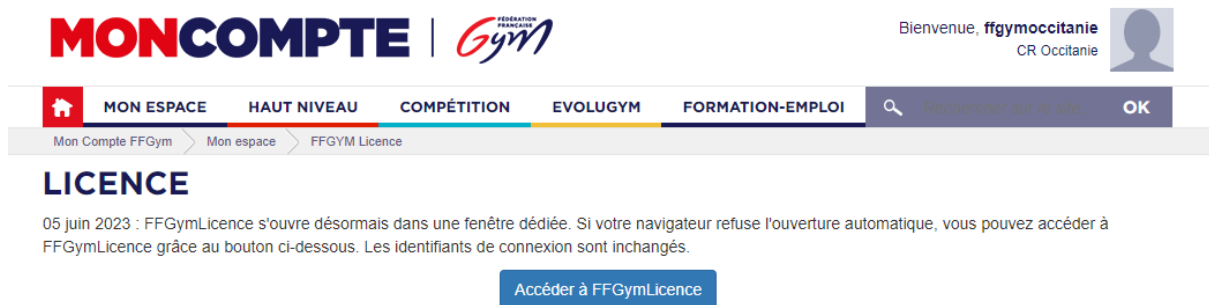 MONCOMPTE | FÉDÉRATION FRANÇAISE Gym
Bienvenue, ffgymoccitanie
CR Occitanie
MON ESPACE HAUT NIVEAU COMPÉTITION EVOLUGYM FORMATION-EMPLOI OK
Mon Compte FFGym Mon espace FFGYM Licence
LICENCE
05 juin 2023 : FFGymLicence s'ouvre désormais dans une fenêtre dédiée. Si votre navigateur refuse l'ouverture automatique, vous pouvez accéder à
FFGymLicence grâce au bouton ci-dessous. Les identifiants de connexion sont inchangés.
Accéder à FFGymLicence